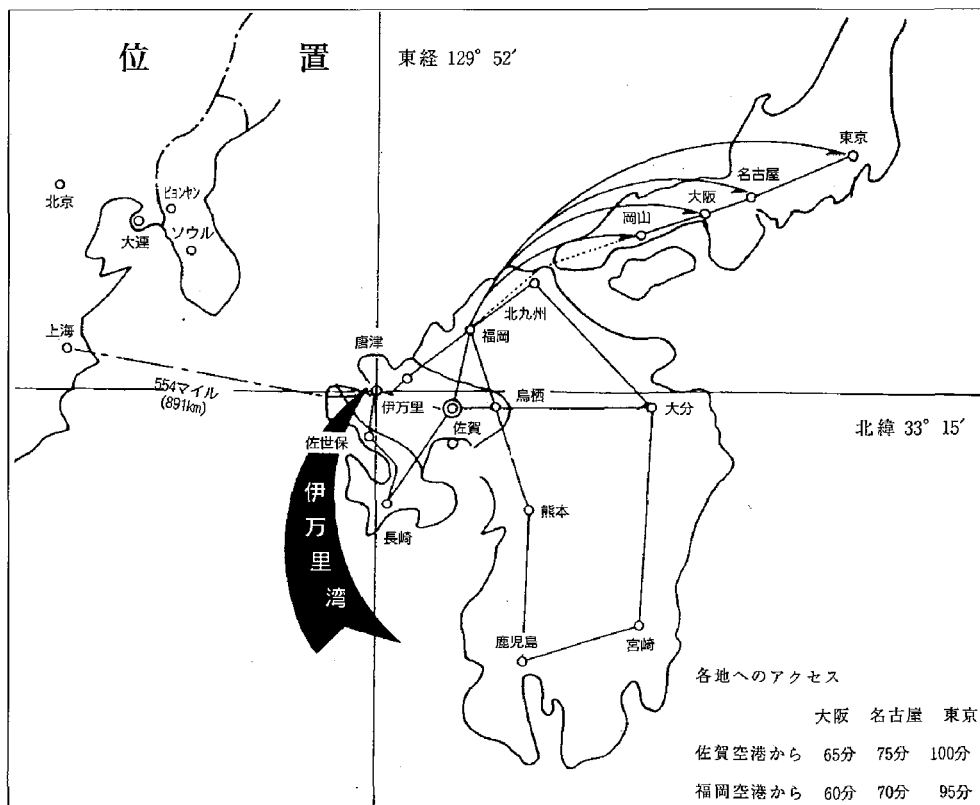 位 置
東経 129° 52′
東京
名古屋
大阪
岡山
北京
ピョンヤン
大連
ソウル
北九州
福岡
上海
唐津
554マイル
(891km)
伊万里
鳥栖
大分
佐賀
北緯 33° 15′
佐世保
伊万里湾
熊本
長崎
鹿児島
宮崎
各地へのアクセス
大阪 名古屋 東京
佐賀空港から 65分 75分 100分
福岡空港から 60分 70分 95分